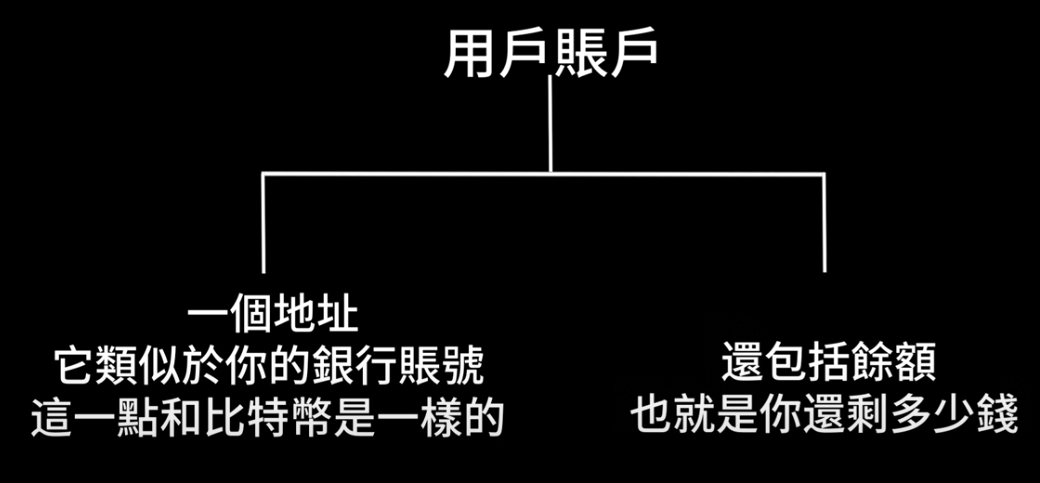 用戶賬戶
一個地址
它類似於你的銀行賬號
這一點和比特幣是一樣的
還包括餘額
也就是你還剩多少錢